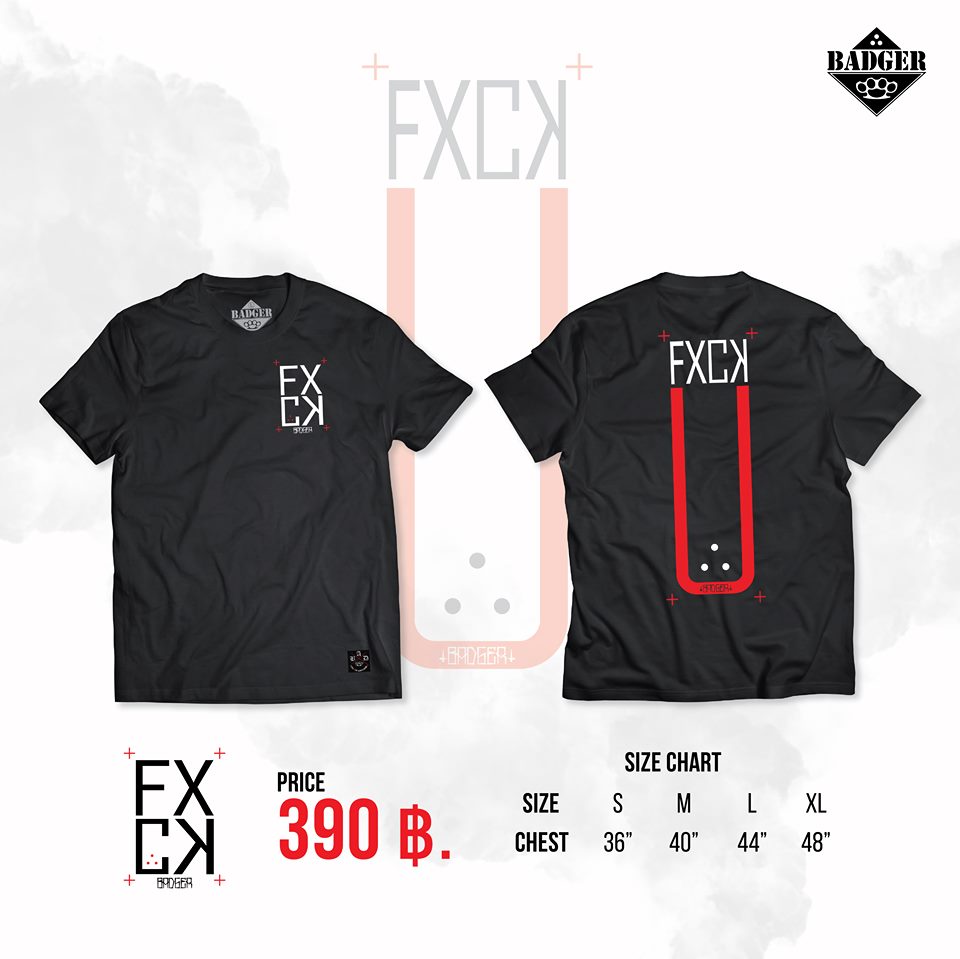 BADGER
FXCK
BADGER
BADGER
FX
CK
BADGER
FXCK
BADGER
FX
CK
BADGER
PRICE
390 ฿.
SIZE CHART
SIZE S M L XL
CHEST 36” 40” 44” 48”